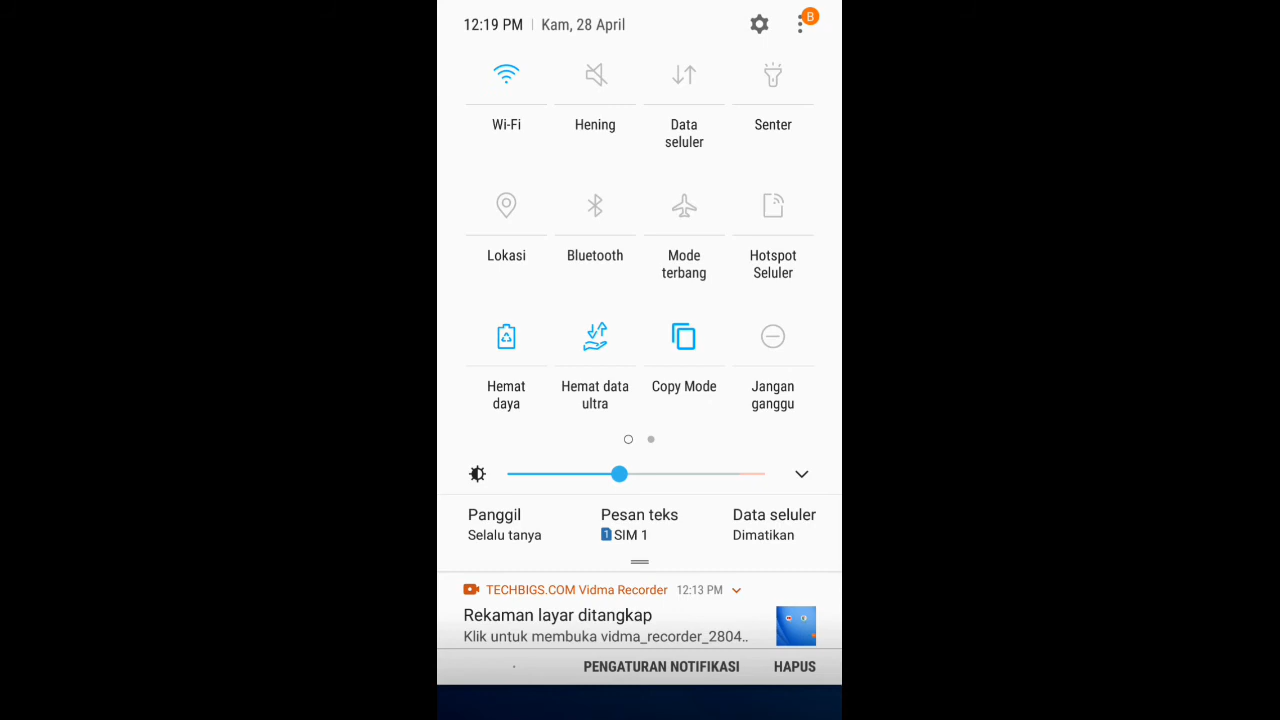 12:19 PM Kam, 28 April B
Wi-Fi Hening Data seluler Senter
Lokasi Bluetooth Mode terbang Hotspot Seluler
Hemat daya Hemat data ultra Copy Mode Jangan ganggu
Panggil Pesan teks Data seluler
Selalu tanya 1 SIM 1 Dimatikan
TECHBIGS.COM Vidma Recorder 12:13 PM
Rekaman layar ditangkap
Klik untuk membuka vidma_recorder_2804..
PENGATURAN NOTIFIKASI HAPUS